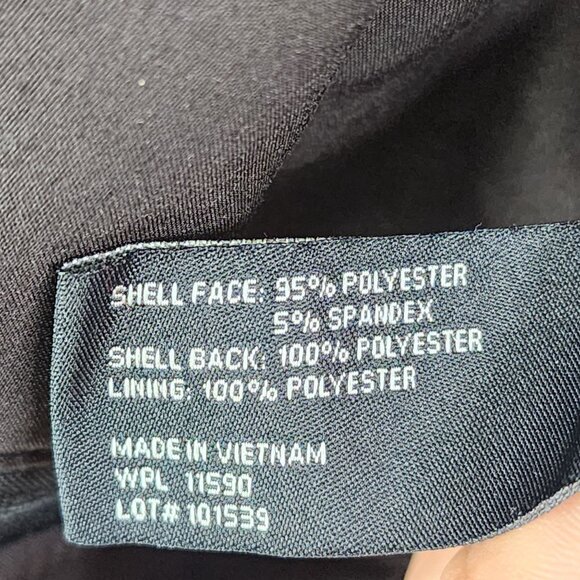 SHELL FACE: 95% POLYESTER
5% SPANDEX
SHELL BACK: 100% POLYESTER
LINING: 100% POLYESTER
MADE IN VIETNAM
WPL 11590
LOT# 101539